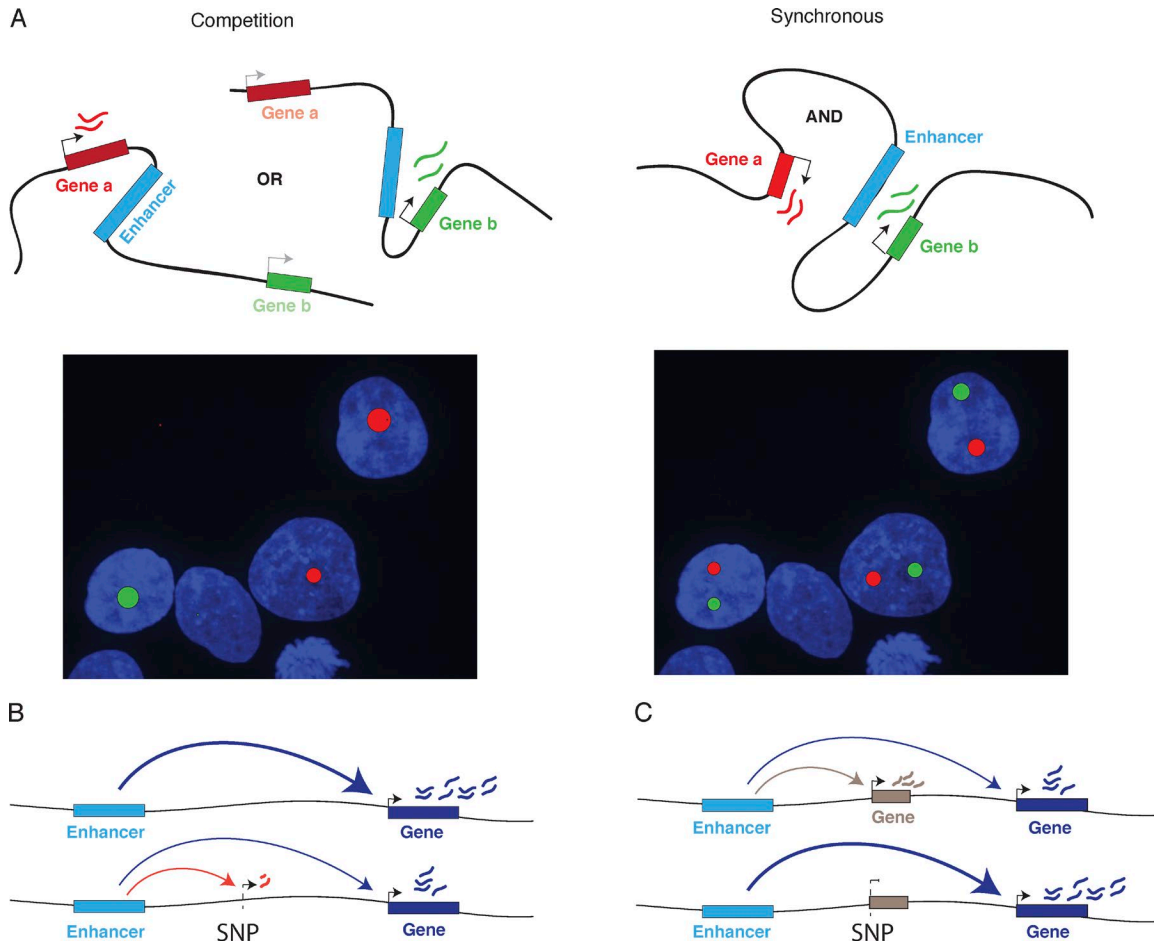 A
Competition
Synchronous
Gene a
Gene a
Enhancer
OR
Gene b
Gene b
AND
Enhancer
Gene a
Gene b
B
Enhancer
Gene
Enhancer
SNP
Gene
C
Enhancer
Gene
Gene
Enhancer
SNP
Gene